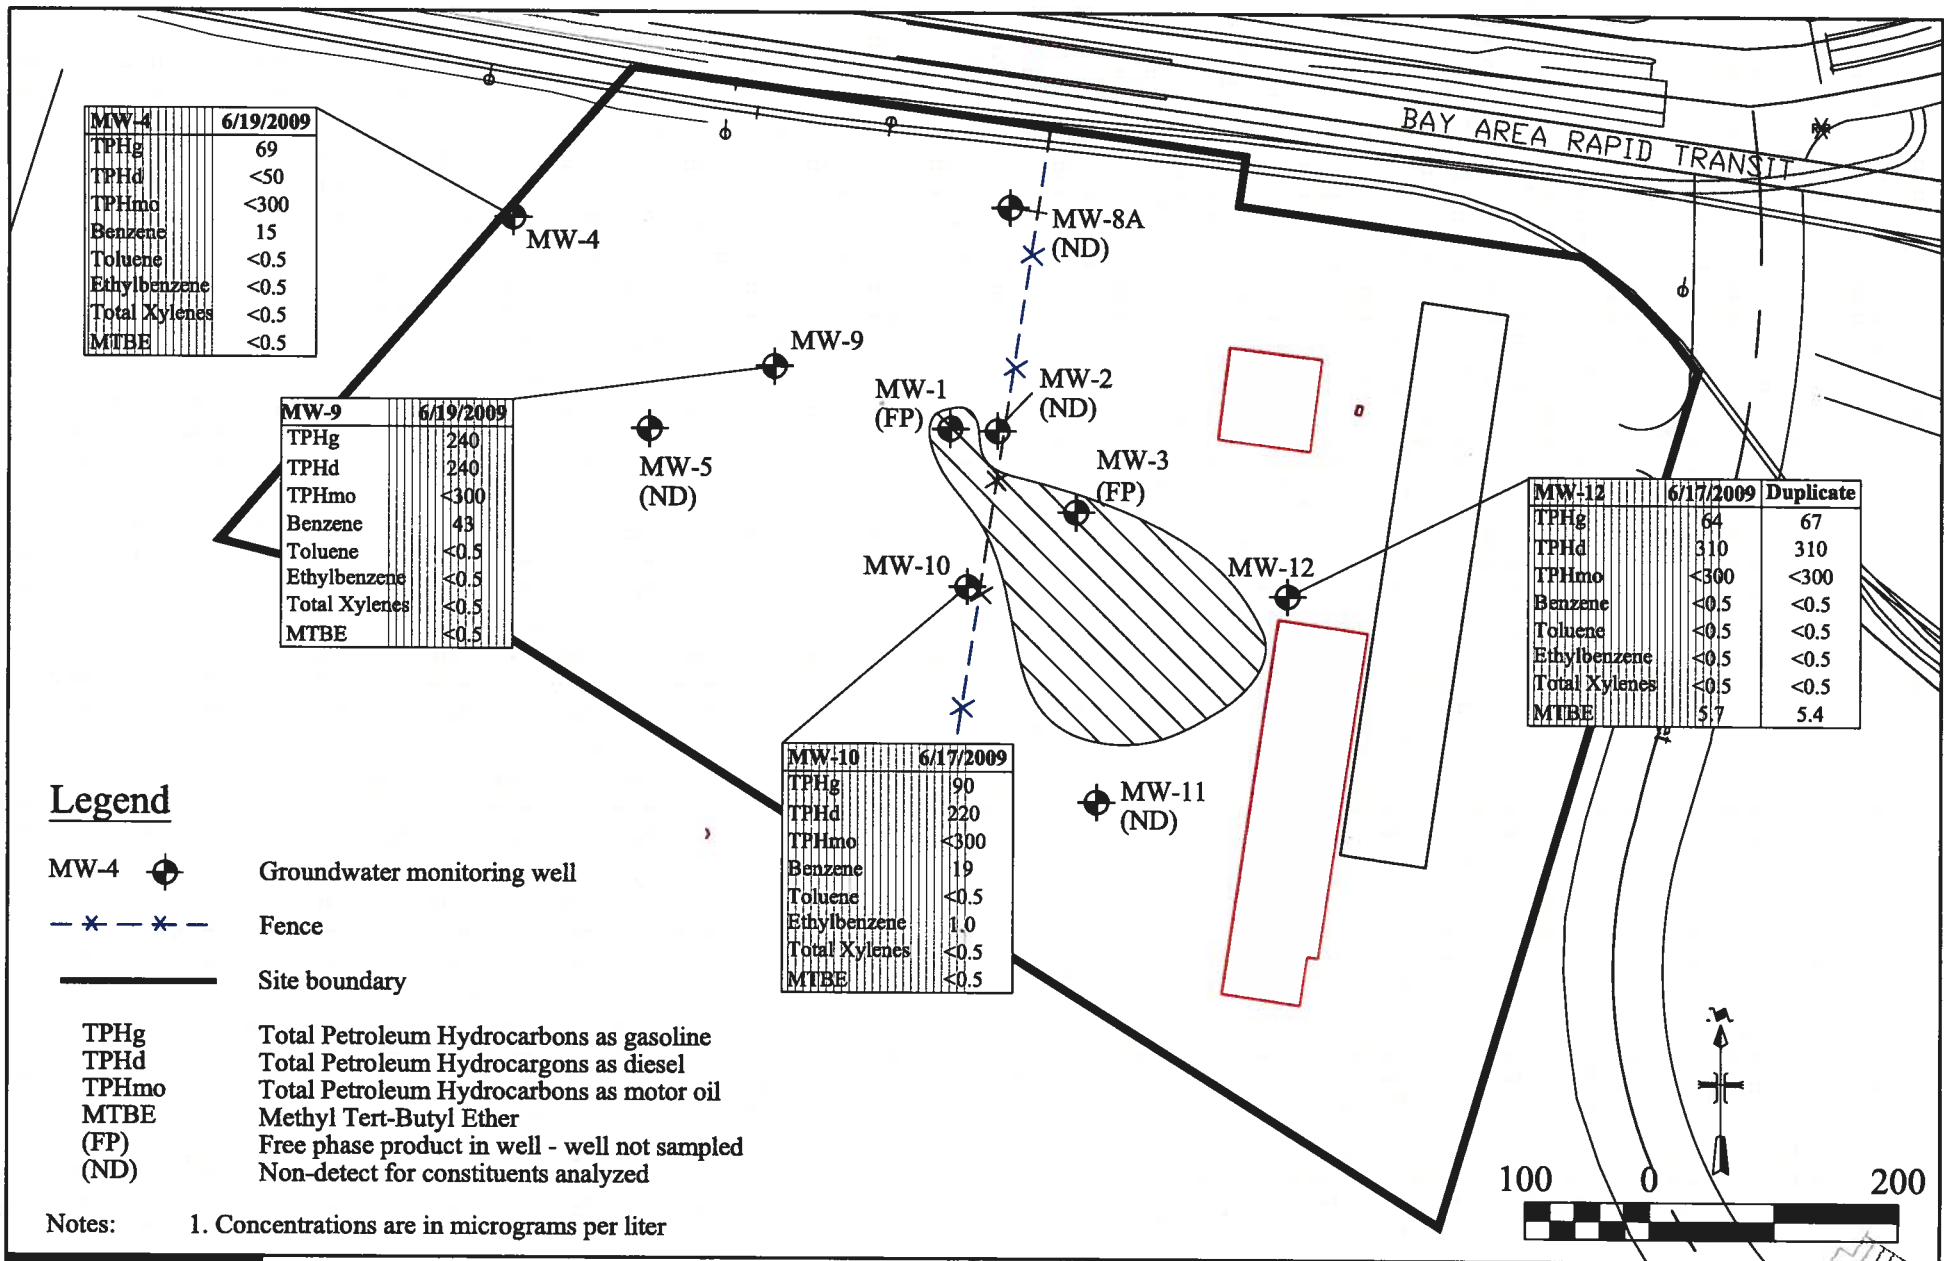 BAY AREA RAPID TRANSIT
MW-4 6/19/2009
TPHg 69
TPHd <50
TPHmo <300
Benzene 15
Toluene <0.5
Ethylbenzene <0.5
Total Xylenes <0.5
MTBE <0.5
MW-4
MW-8A
(ND)
MW-9
MW-1
(FP)
MW-2
(ND)
MW-9 6/19/2009
TPHg 240
TPHd 240
TPHmo <300
Benzene 43
Toluene <0.5
Ethylbenzene <0.5
Total Xylenes <0.5
MTBE <0.5
MW-5
(ND)
MW-3
(FP)
MW-12 6/17/2009 Duplicate
TPHg 64 67
TPHd 310 310
TPHmo <300 <300
Benzene <0.5 <0.5
Toluene <0.5 <0.5
Ethylbenzene <0.5 <0.5
Total Xylenes <0.5 <0.5
MTBE 5.7 5.4
MW-10
MW-12
MW-10 6/17/2009
TPHg 90
TPHd 220
TPHmo <300
Benzene 19
Toluene <0.5
Ethylbenzene 1.0
Total Xylenes <0.5
MTBE <0.5
MW-11
(ND)
Legend
MW-4 Groundwater monitoring well
Fence
Site boundary
TPHg Total Petroleum Hydrocarbons as gasoline
TPHd Total Petroleum Hydrocargons as diesel
TPHmo Total Petroleum Hydrocarbons as motor oil
MTBE Methyl Tert-Butyl Ether
(FP) Free phase product in well - well not sampled
(ND) Non-detect for constituents analyzed
Notes: 1. Concentrations are in micrograms per liter
100 0 200